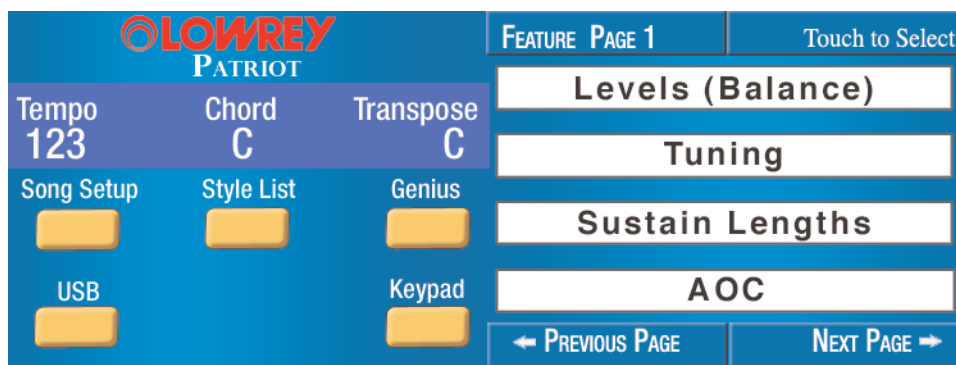 LOWREY
PATRIOT
Tempo Chord Transpose
123 C C
Song Setup Style List Genius
USB Keypad
FEATURE PAGE 1 Touch to Select
Levels (Balance)
Tuning
Sustain Lengths
AOC
← PREVIOUS PAGE NEXT PAGE →